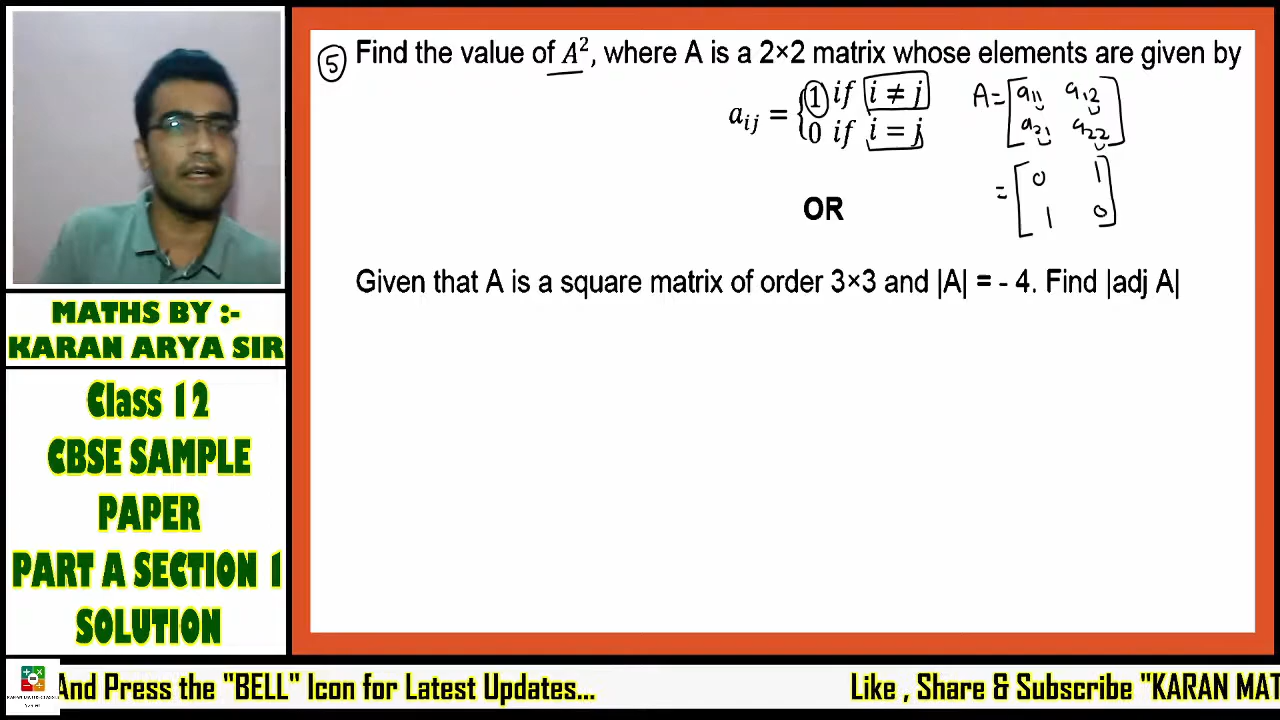 ⑤ Find the value of A², where A is a 2×2 matrix whose elements are given by
aᵢⱼ = { 1 if i ≠ j
0 if i = j
A = [ a₁₁ a₁₂
a₂₁ a₂₂ ]
= [ 0 1
1 0 ]
OR
Given that A is a square matrix of order 3×3 and |A| = - 4. Find |adj A|
MATHS BY :-
KARAN ARYA SIR
Class 12
CBSE SAMPLE
PAPER
PART A SECTION 1
SOLUTION
And Press the "BELL" Icon for Latest Updates... Like , Share & Subscribe "KARAN MAT